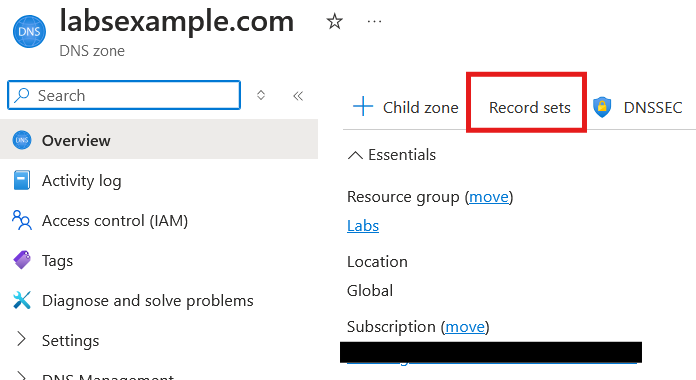 labsexample.com
DNS
DNS zone
Search
Overview
Activity log
Access control (IAM)
Tags
Diagnose and solve problems
Settings
DNS Management
Child zone Record sets DNSSEC
Essentials
Resource group (move)
Labs
Location
Global
Subscription (move)